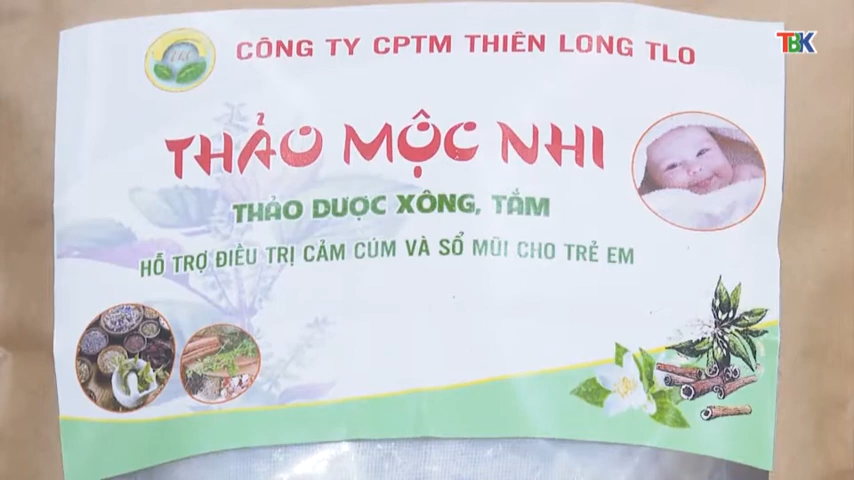 TBK
CÔNG TY CPTM THIÊN LONG TLO
THẢO MỘC NHI
THẢO DƯỢC XÔNG, TẮM
HỖ TRỢ ĐIỀU TRỊ CẢM CÚM VÀ SỔ MŨI CHO TRẺ EM